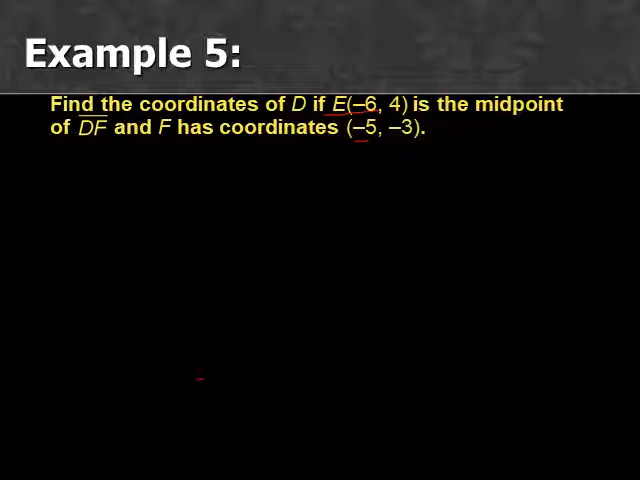 Example 5:
Find the coordinates of D if E(–6, 4) is the midpoint
of DF and F has coordinates (–5, –3).